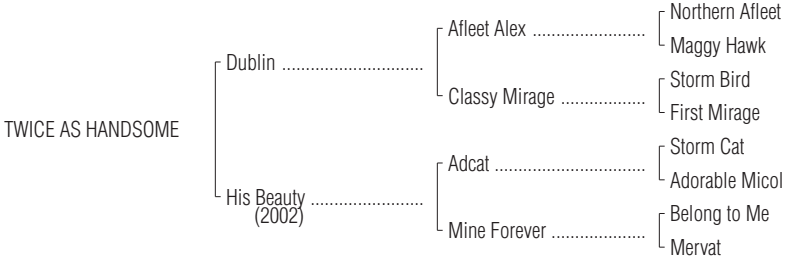 Northern Afleet
Afleet Alex ........................
Maggy Hawk
Dublin ..............................
Storm Bird
Classy Mirage ..................
First Mirage
TWICE AS HANDSOME
Storm Cat
Adcat ................................
Adorable Micol
His Beauty ........................
(2002)
Belong to Me
Mine Forever ....................
Mervat